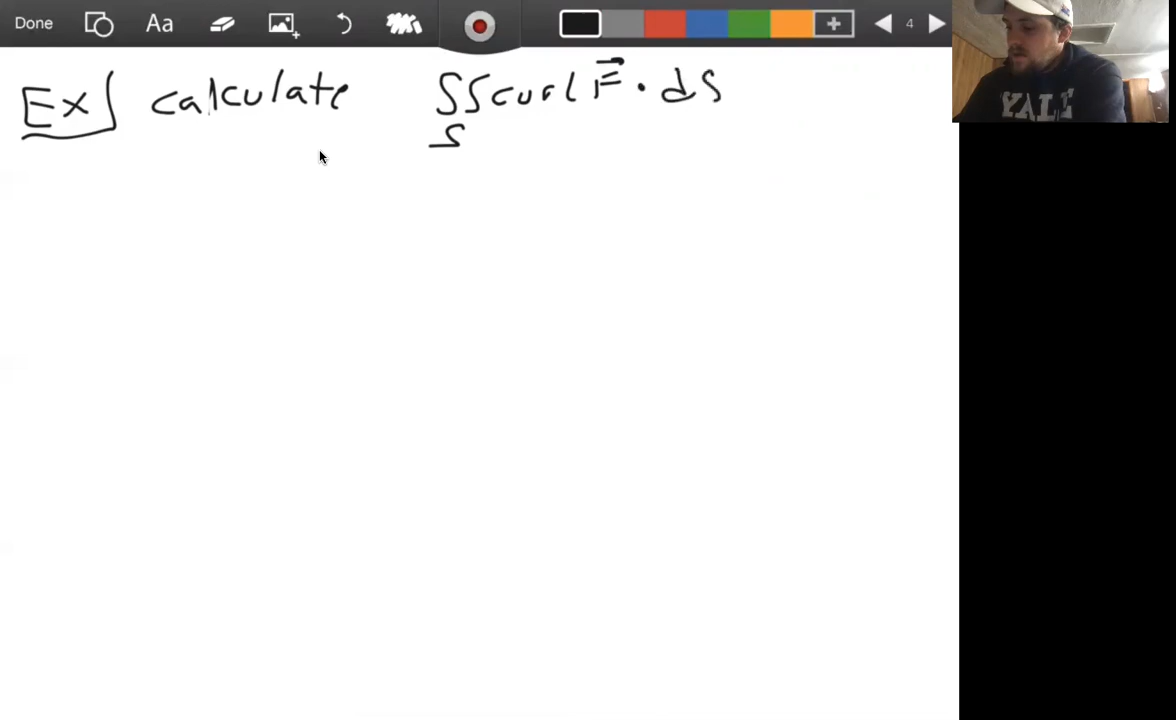 Done Aa 4
Ex] calculate ∬curl F⃗ · dS
S
YALE